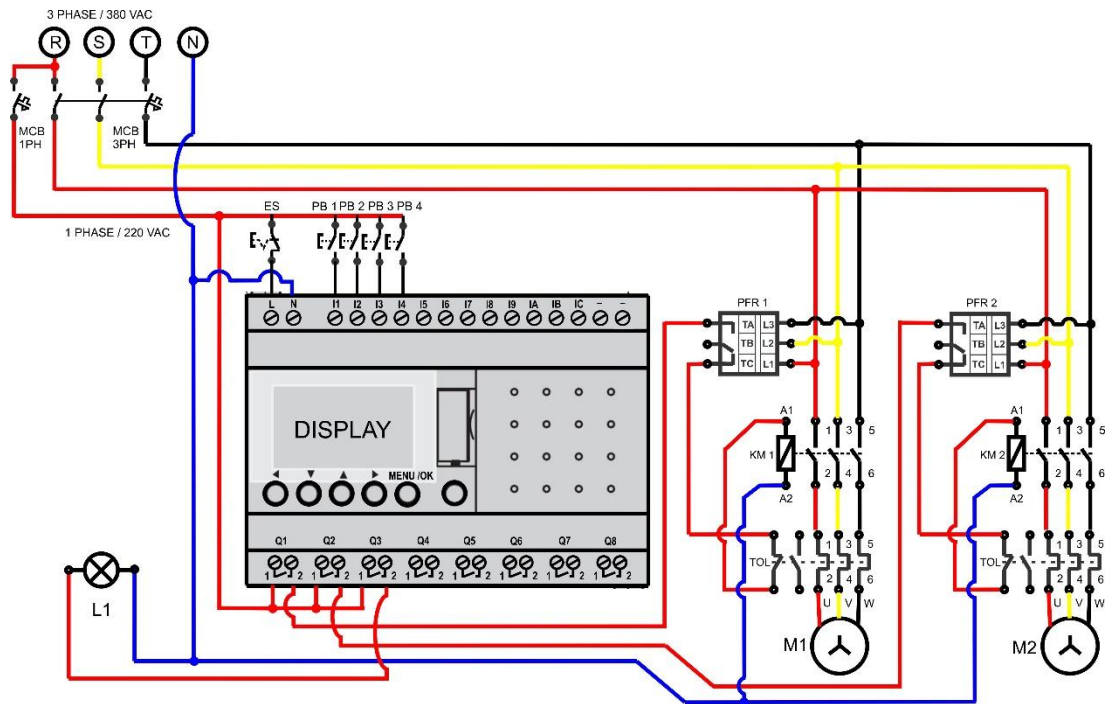 3 PHASE / 380 VAC
R S T N
MCB 1PH
MCB 3PH
1 PHASE / 220 VAC
ES PB 1 PB 2 PB 3 PB 4
L N I1 I2 I3 I4 I5 I6 I7 I8 I9 IA IB IC – –
PFR 1
TA L3
TB L2
TC L1
PFR 2
TA L3
TB L2
TC L1
DISPLAY
MENU /OK
A1 1 3 5
KM 1
A2 2 4 6
A1 1 3 5
KM 2
A2 2 4 6
Q1 Q2 Q3 Q4 Q5 Q6 Q7 Q8
1 2 1 2 1 2 1 2 1 2 1 2 1 2 1 2
L1
1 3 5
TOL
2 4 6
U V W
M1
1 3 5
TOL
2 4 6
U V W
M2